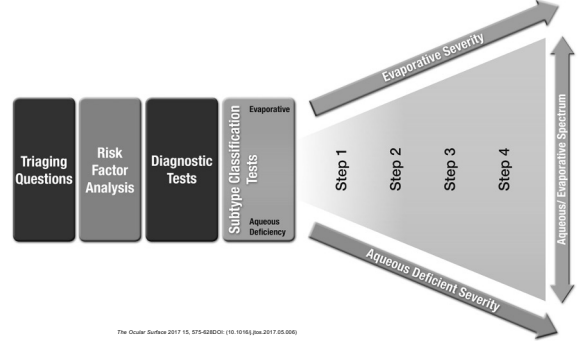 Triaging
Questions
Risk
Factor
Analysis
Diagnostic
Tests
Subtype Classification
Tests
Evaporative
Aqueous
Deficiency
Evaporative Severity
Step 1
Step 2
Step 3
Step 4
Aqueous Deficient Severity
Aqueous/ Evaporative Spectrum
The Ocular Surface 2017 15, 575-628DOI: (10.1016/j.jtos.2017.05.006)